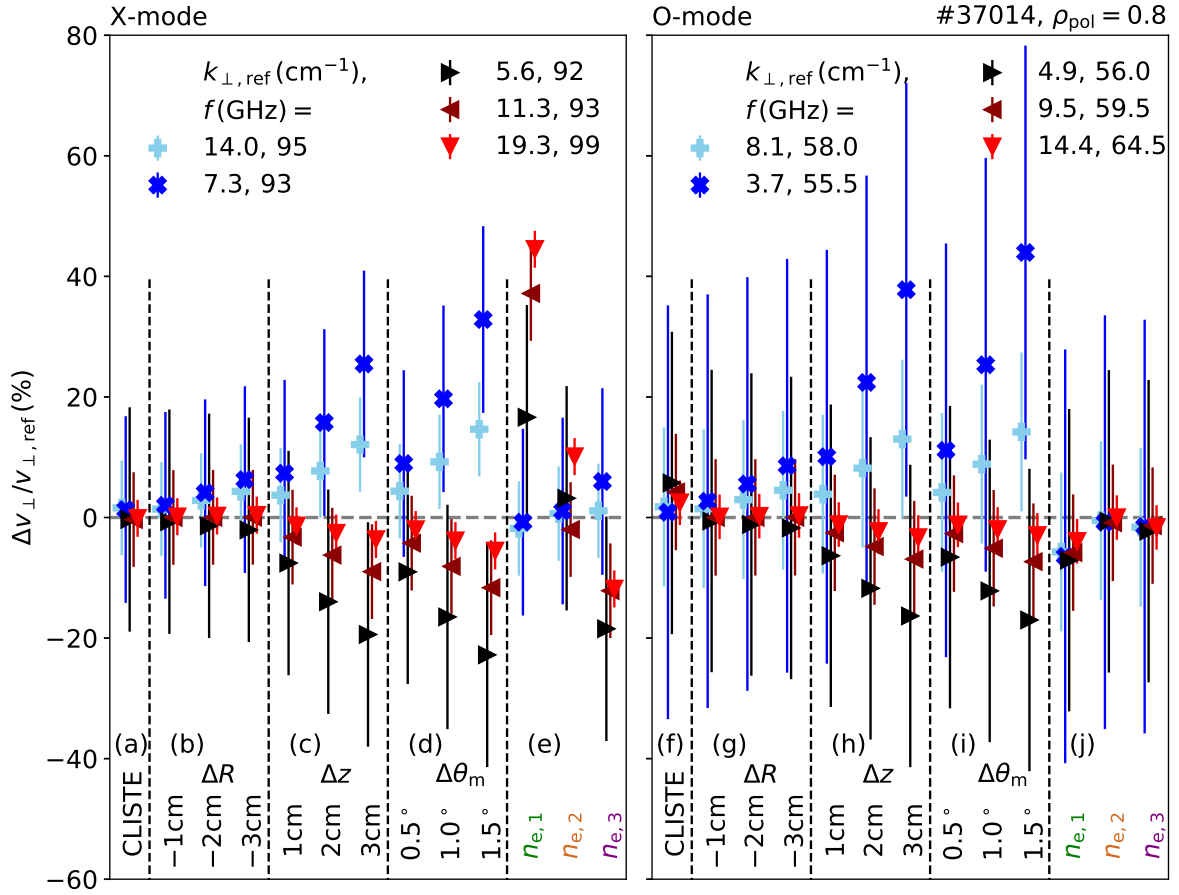 X-mode
O-mode
#37014, ρpol = 0.8
Δv⊥/v⊥,ref (%)
80
60
40
20
0
−20
−40
−60
k⊥,ref (cm⁻¹),
f (GHz) =
14.0, 95
7.3, 93
5.6, 92
11.3, 93
19.3, 99
(a)
(b)
(c)
(d)
(e)
ΔR
Δz
Δθm
CLISTE
−1cm
−2cm
−3cm
1cm
2cm
3cm
0.5°
1.0°
1.5°
ne,1
ne,2
ne,3
k⊥,ref (cm⁻¹),
f (GHz) =
8.1, 58.0
3.7, 55.5
4.9, 56.0
9.5, 59.5
14.4, 64.5
(f)
(g)
(h)
(i)
(j)
ΔR
Δz
Δθm
CLISTE
−1cm
−2cm
−3cm
1cm
2cm
3cm
0.5°
1.0°
1.5°
ne,1
ne,2
ne,3